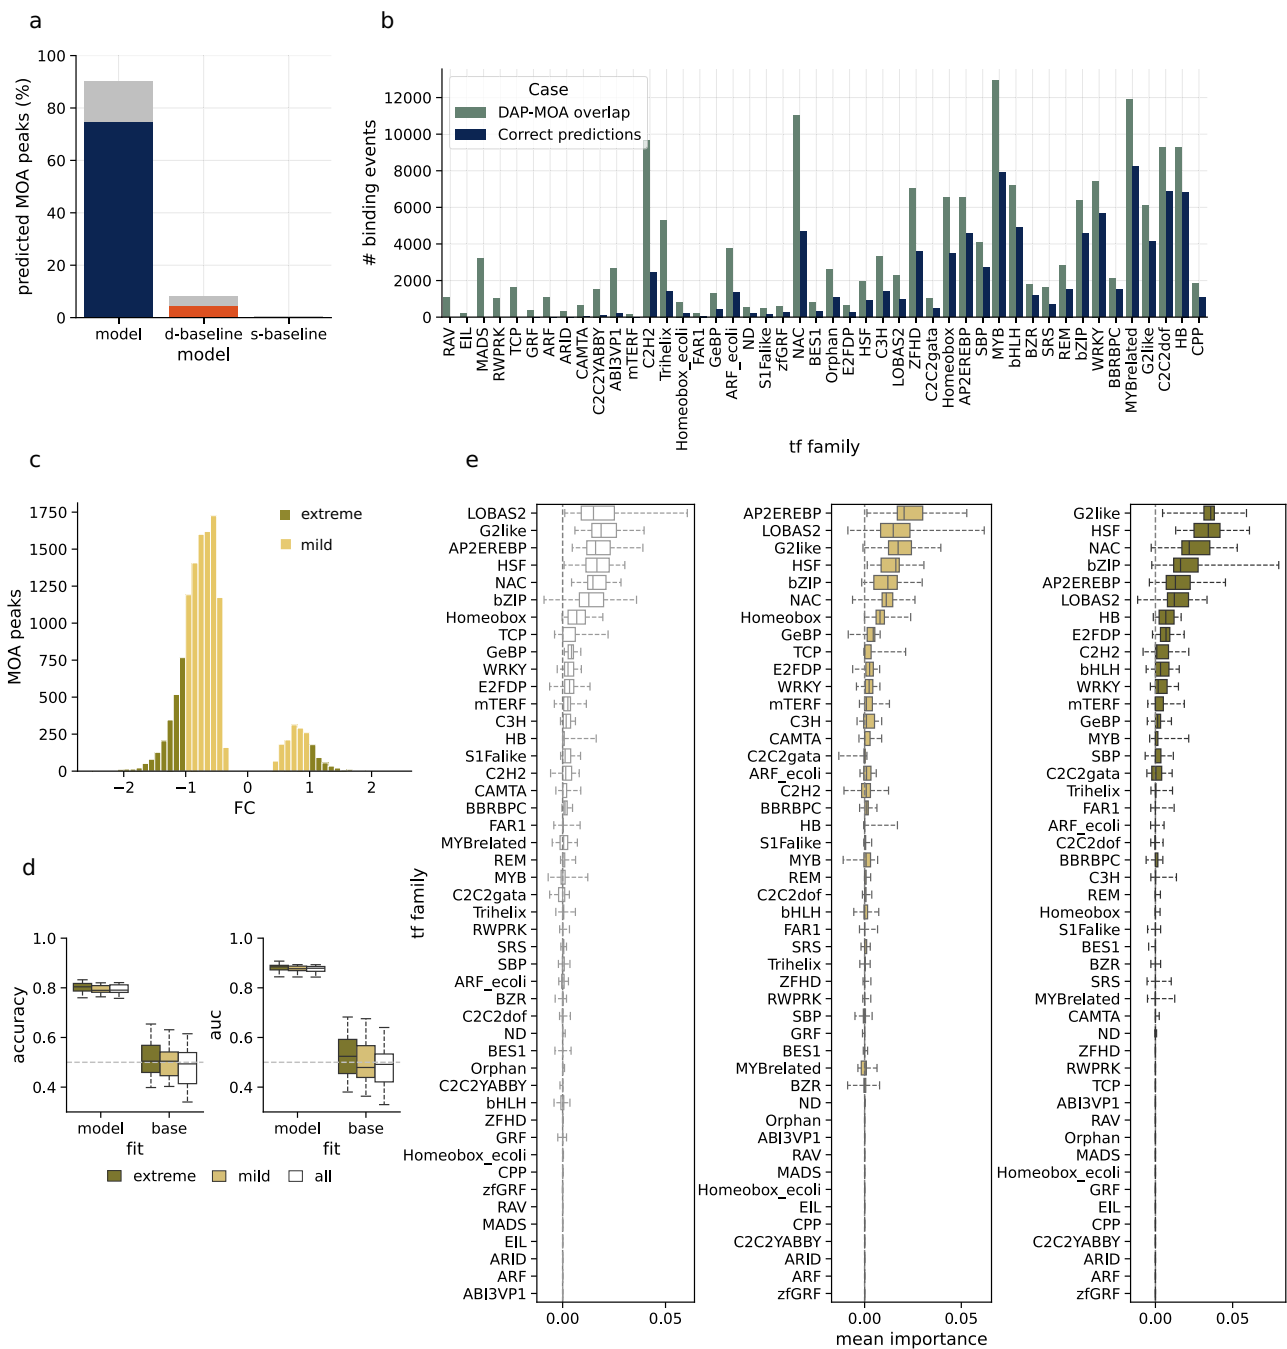 a
100
80
60
40
20
0
predicted MOA peaks (%)
model d-baseline s-baseline
model
b
12000
10000
8000
6000
4000
2000
0
# binding events
Case
DAP-MOA overlap
Correct predictions
RAV
EIL
MADS
RWPRK
TCP
GRF
ARF
ARID
CAMTA
C2C2YABBY
ABI3VP1
mTERF
C2H2
Trihelix
Homeobox_ecoli
FAR1
GeBP
ARF_ecoli
ND
S1Falike
zfGRF
NAC
BES1
Orphan
E2FDP
HSF
C3H
LOBAS2
ZFHD
C2C2gata
Homeobox
AP2EREBP
SBP
MYB
bHLH
BZR
SRS
REM
bZIP
WRKY
BBRBPC
MYBrelated
G2like
C2C2dof
HB
CPP
tf family
c
1750
1500
1250
1000
750
500
250
0
MOA peaks
extreme
mild
−2 −1 0 1 2
FC
d
1.0
0.8
0.6
0.4
accuracy
model base
fit
1.0
0.8
0.6
0.4
auc
model base
fit
extreme mild all
e
tf family
LOBAS2
G2like
AP2EREBP
HSF
NAC
bZIP
Homeobox
TCP
GeBP
WRKY
E2FDP
mTERF
C3H
HB
S1Falike
C2H2
CAMTA
BBRBPC
FAR1
MYBrelated
REM
MYB
C2C2gata
Trihelix
RWPRK
SRS
SBP
ARF_ecoli
BZR
C2C2dof
ND
BES1
Orphan
C2C2YABBY
bHLH
ZFHD
GRF
Homeobox_ecoli
CPP
zfGRF
RAV
MADS
EIL
ARID
ARF
ABI3VP1
0.00 0.05
AP2EREBP
LOBAS2
G2like
HSF
bZIP
NAC
Homeobox
GeBP
TCP
E2FDP
WRKY
mTERF
C3H
CAMTA
C2C2gata
ARF_ecoli
C2H2
BBRBPC
HB
S1Falike
MYB
REM
C2C2dof
bHLH
FAR1
SRS
Trihelix
ZFHD
RWPRK
SBP
GRF
BES1
MYBrelated
BZR
ND
Orphan
ABI3VP1
RAV
MADS
Homeobox_ecoli
EIL
CPP
C2C2YABBY
ARID
ARF
zfGRF
0.00 0.05
mean importance
G2like
HSF
NAC
bZIP
AP2EREBP
LOBAS2
HB
E2FDP
C2H2
bHLH
WRKY
mTERF
GeBP
MYB
SBP
C2C2gata
Trihelix
FAR1
ARF_ecoli
C2C2dof
BBRBPC
C3H
REM
Homeobox
S1Falike
BES1
BZR
SRS
MYBrelated
CAMTA
ND
ZFHD
RWPRK
TCP
ABI3VP1
RAV
Orphan
MADS
Homeobox_ecoli
GRF
EIL
CPP
C2C2YABBY
ARID
ARF
zfGRF
0.00 0.05